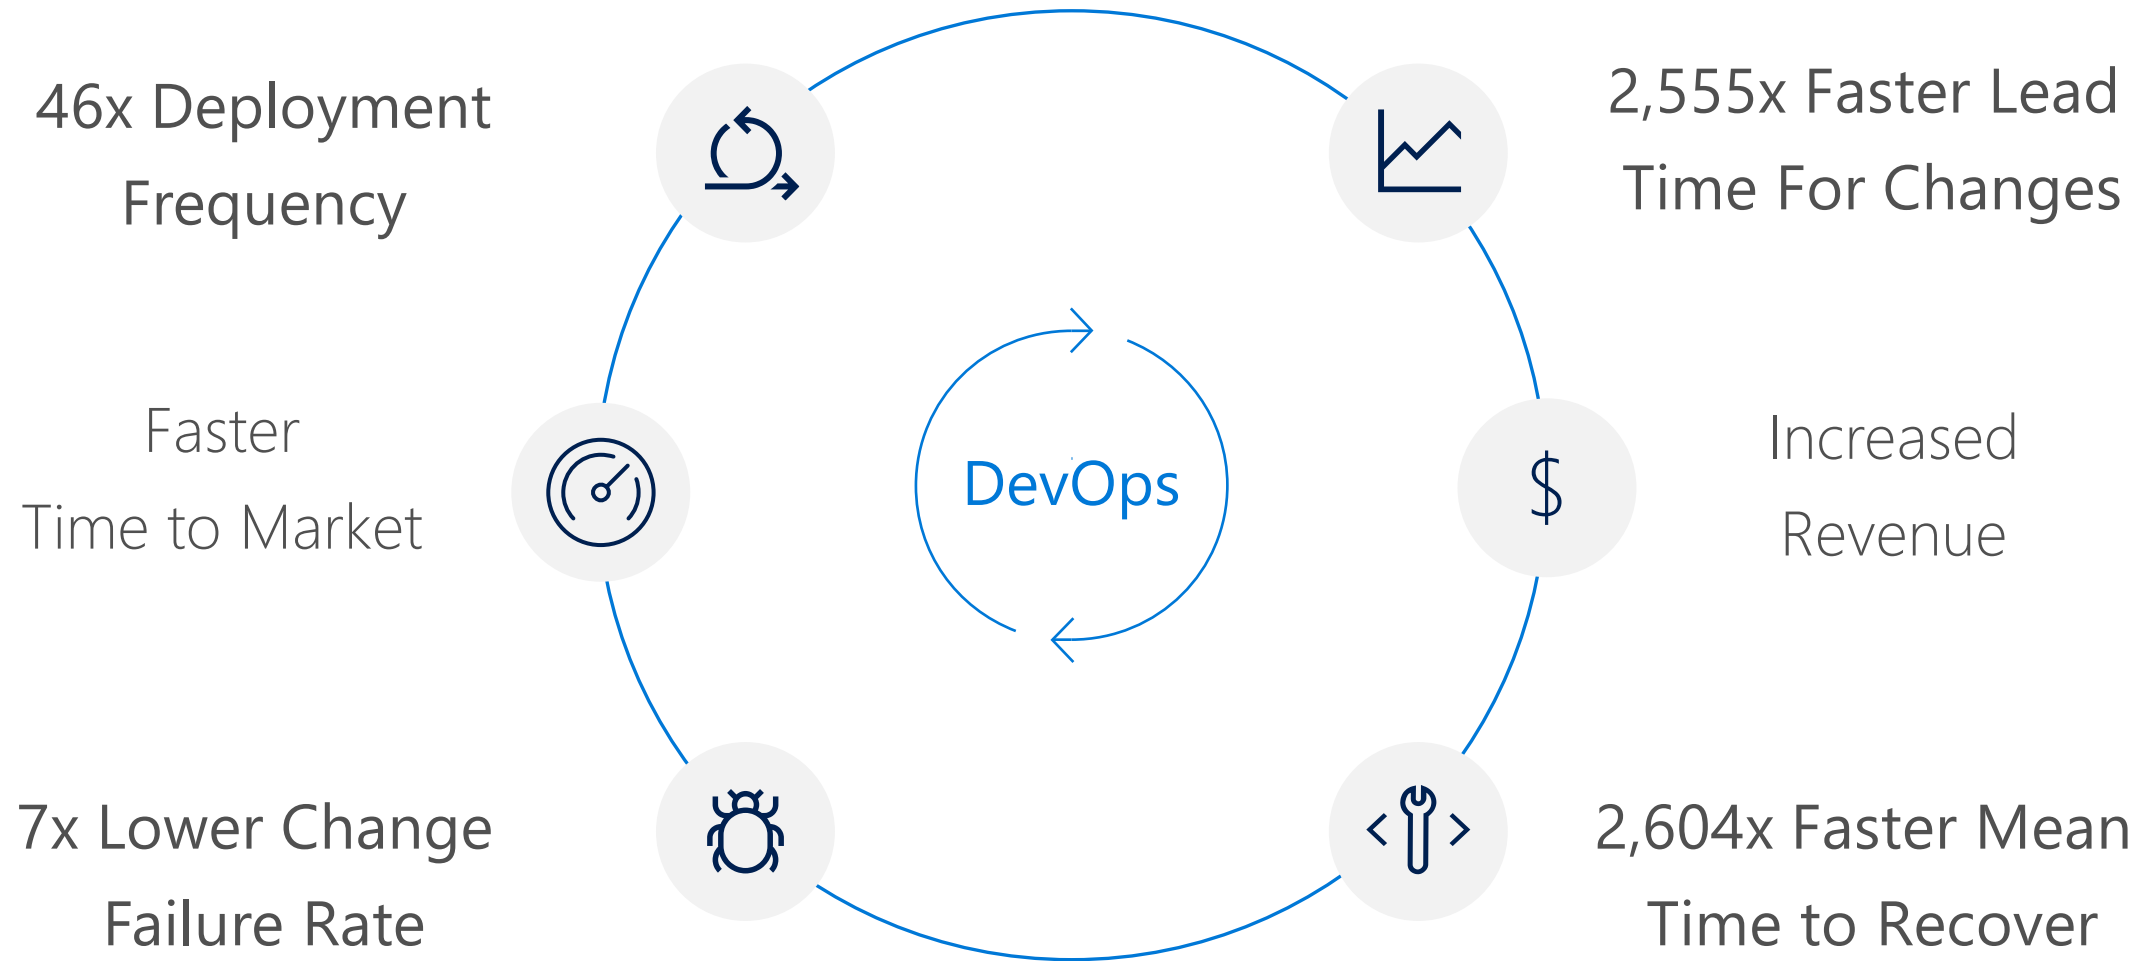 46x Deployment
Frequency
2,555x Faster Lead
Time For Changes
Faster
Time to Market
DevOps
$
Increased
Revenue
7x Lower Change
Failure Rate
2,604x Faster Mean
Time to Recover